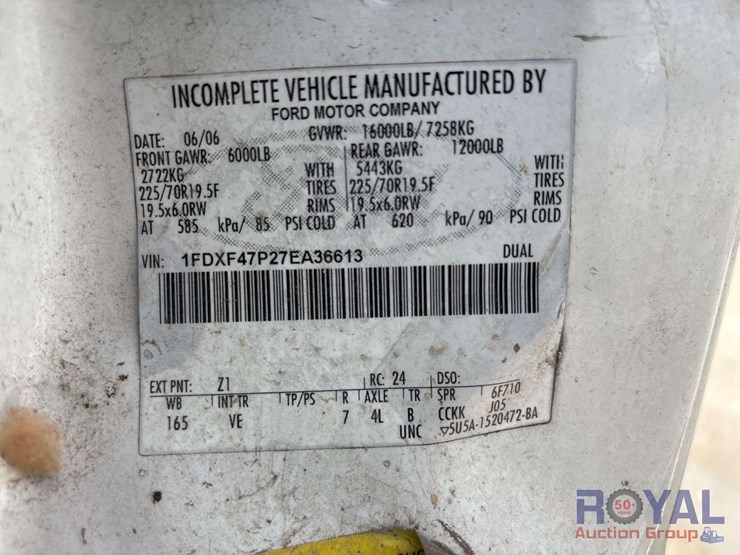 INCOMPLETE VEHICLE MANUFACTURED BY
FORD MOTOR COMPANY
DATE: 06/06 GVWR: 16000LB/ 7258KG
FRONT GAWR: 6000LB REAR GAWR: 12000LB
2722KG WITH 5443KG WITH
225/70R19.5F TIRES 225/70R19.5F TIRES
19.5x6.0RW RIMS 19.5x6.0RW RIMS
AT 585 kPa/ 85 PSI COLD AT 620 kPa/ 90 PSI COLD
VIN: 1FDXF47P27EA36613 DUAL
EXT PNT: Z1 RC: 24 DSO:
WB INT TR TP/PS R AXLE TR SPR 6F710
165 VE 7 4L B CCKK J05
UNC ▽5U5A-1520472-BA
50+
YEARS
ROYAL
Auction Group